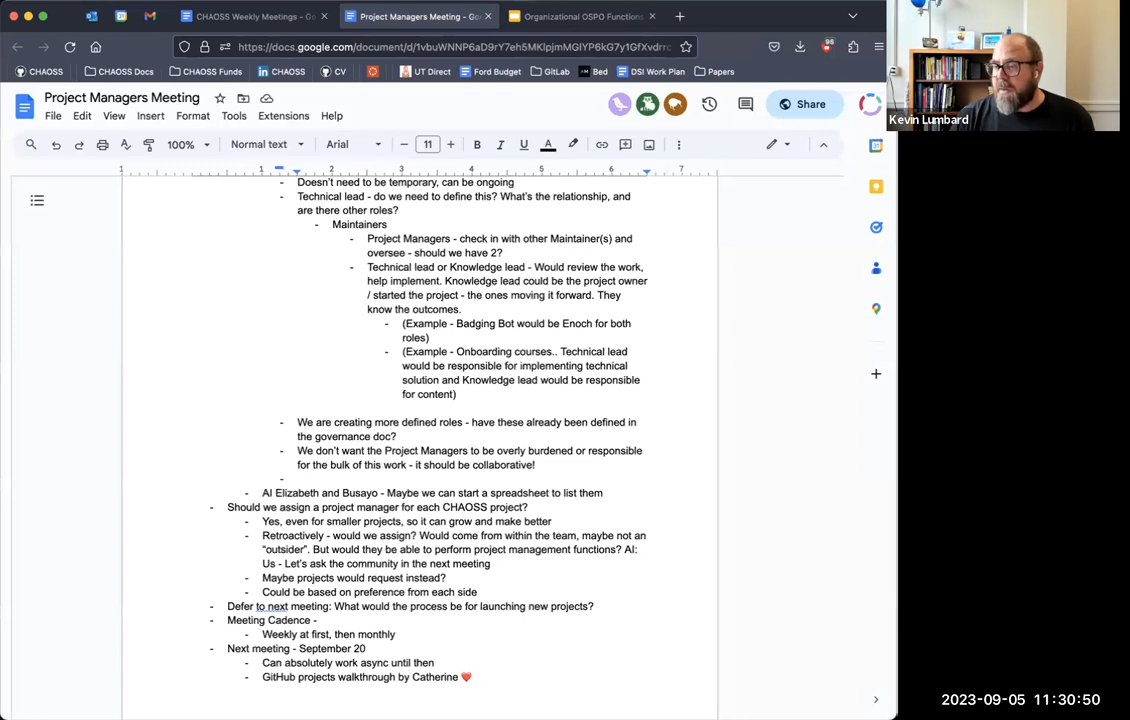 CHAOSS Weekly Meetings - Go
Project Managers Meeting - Go
Organizational OSPO Functions
https://docs.google.com/document/d/1vbuWNNP6aD9rY7eh5MKlpjmMGlYP6kG7y1GfXvdrrc
98
CHAOSS
CHAOSS Docs
CHAOSS Funds
CHAOSS
CV
UT Direct
Ford Budget
GitLab
Bed
DSI Work Plan
Papers
Kevin Lumbard
Project Managers Meeting
File Edit View Insert Format Tools Extensions Help
Share
100% Normal text Arial 11
1 1 2 3 4 5 6 7
- Doesn't need to be temporary, can be ongoing
- Technical lead - do we need to define this? What's the relationship, and
are there other roles?
- Maintainers
- Project Managers - check in with other Maintainer(s) and
oversee - should we have 2?
- Technical lead or Knowledge lead - Would review the work,
help implement. Knowledge lead could be the project owner
/ started the project - the ones moving it forward. They
know the outcomes.
- (Example - Badging Bot would be Enoch for both
roles)
- (Example - Onboarding courses.. Technical lead
would be responsible for implementing technical
solution and Knowledge lead would be responsible
for content)
- We are creating more defined roles - have these already been defined in
the governance doc?
- We don't want the Project Managers to be overly burdened or responsible
for the bulk of this work - it should be collaborative!
-
- AI Elizabeth and Busayo - Maybe we can start a spreadsheet to list them
- Should we assign a project manager for each CHAOSS project?
- Yes, even for smaller projects, so it can grow and make better
- Retroactively - would we assign? Would come from within the team, maybe not an
"outsider". But would they be able to perform project management functions? AI:
Us - Let's ask the community in the next meeting
- Maybe projects would request instead?
- Could be based on preference from each side
- Defer to next meeting: What would the process be for launching new projects?
- Meeting Cadence -
- Weekly at first, then monthly
- Next meeting - September 20
- Can absolutely work async until then
- GitHub projects walkthrough by Catherine ❤️
2023-09-05 11:30:50